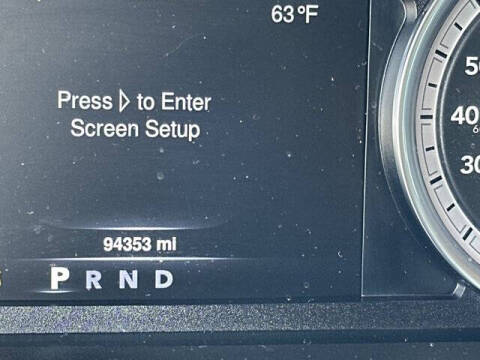 63°F
Press ▷ to Enter
Screen Setup
94353 mi
P R N D
50
40
30